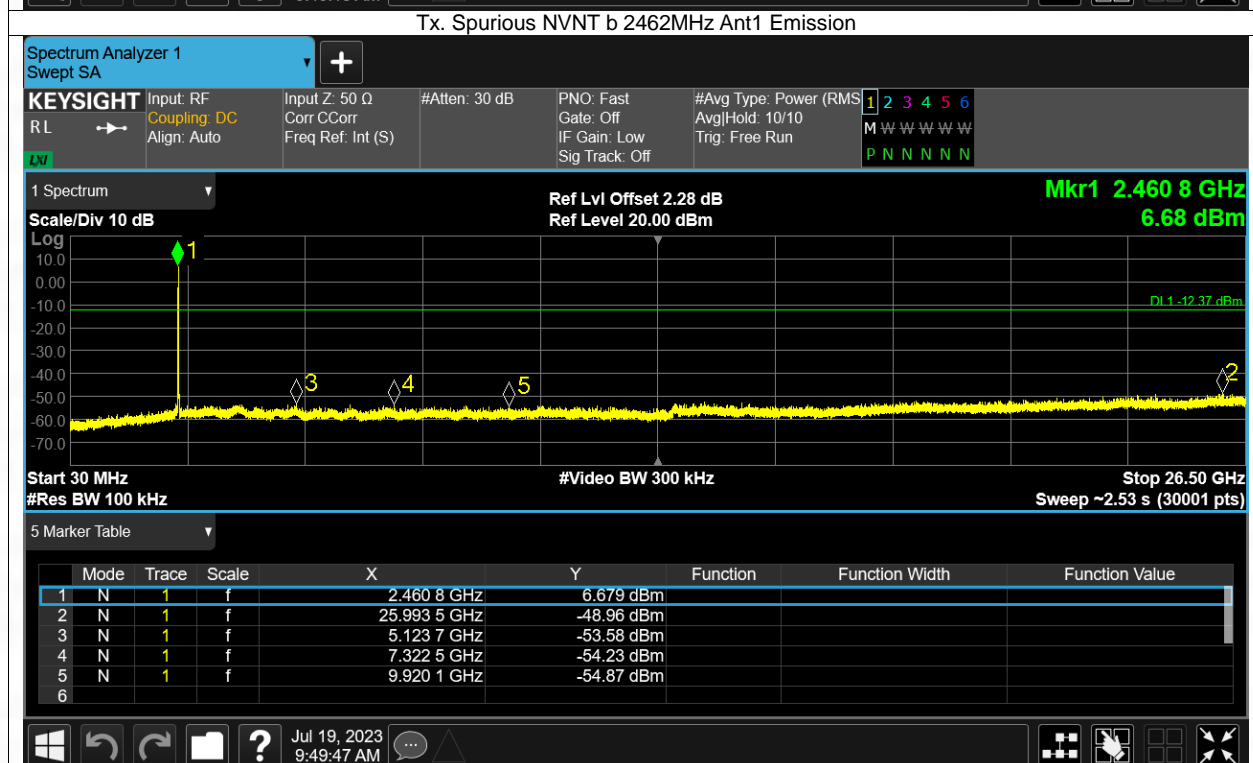 Tx. Spurious NVNT b 2462MHz Ant1 Emission
Spectrum Analyzer 1
Swept SA
+
KEYSIGHT Input: RF Input Z: 50 Ω #Atten: 30 dB PNO: Fast #Avg Type: Power (RMS 1 2 3 4 5 6
RL Coupling: DC Corr CCorr Gate: Off Avg|Hold: 10/10 M W W W W W
Align: Auto Freq Ref: Int (S) IF Gain: Low Trig: Free Run
LXI Sig Track: Off P N N N N N
1 Spectrum
Ref Lvl Offset 2.28 dB Mkr1 2.460 8 GHz
Scale/Div 10 dB Ref Level 20.00 dBm 6.68 dBm
Log
1
10.0
0.00
DL1 -12.37 dBm
-10.0
-20.0
-30.0
-40.0
3 4 5 2
-50.0
-60.0
-70.0
Start 30 MHz #Video BW 300 kHz Stop 26.50 GHz
#Res BW 100 kHz Sweep ~2.53 s (30001 pts)
5 Marker Table
Mode Trace Scale X Y Function Function Width Function Value
1 N 1 f 2.460 8 GHz 6.679 dBm
2 N 1 f 25.993 5 GHz -48.96 dBm
3 N 1 f 5.123 7 GHz -53.58 dBm
4 N 1 f 7.322 5 GHz -54.23 dBm
5 N 1 f 9.920 1 GHz -54.87 dBm
6
? Jul 19, 2023
9:49:47 AM